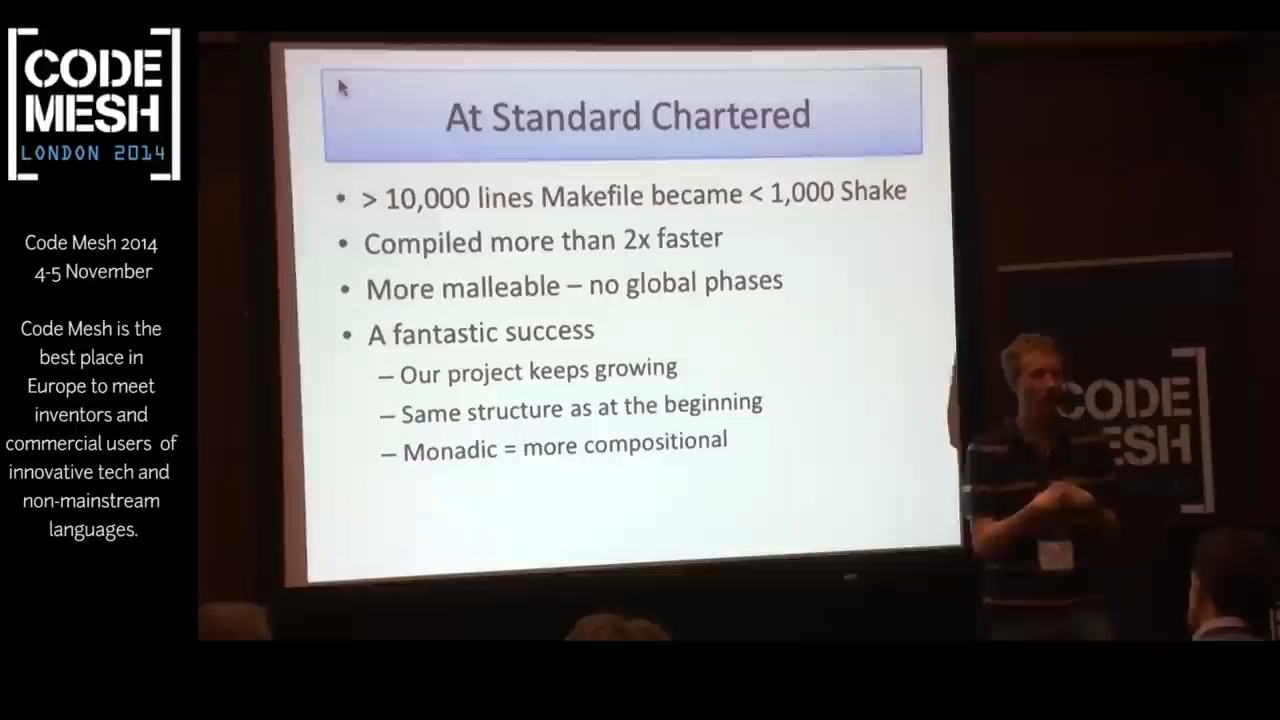 CODE
MESH
LONDON 2014
Code Mesh 2014
4-5 November
Code Mesh is the
best place in
Europe to meet
inventors and
commercial users of
innovative tech and
non-mainstream
languages.
At Standard Chartered
• > 10,000 lines Makefile became < 1,000 Shake
• Compiled more than 2x faster
• More malleable – no global phases
• A fantastic success
– Our project keeps growing
– Same structure as at the beginning
– Monadic = more compositional
CODE
MESH